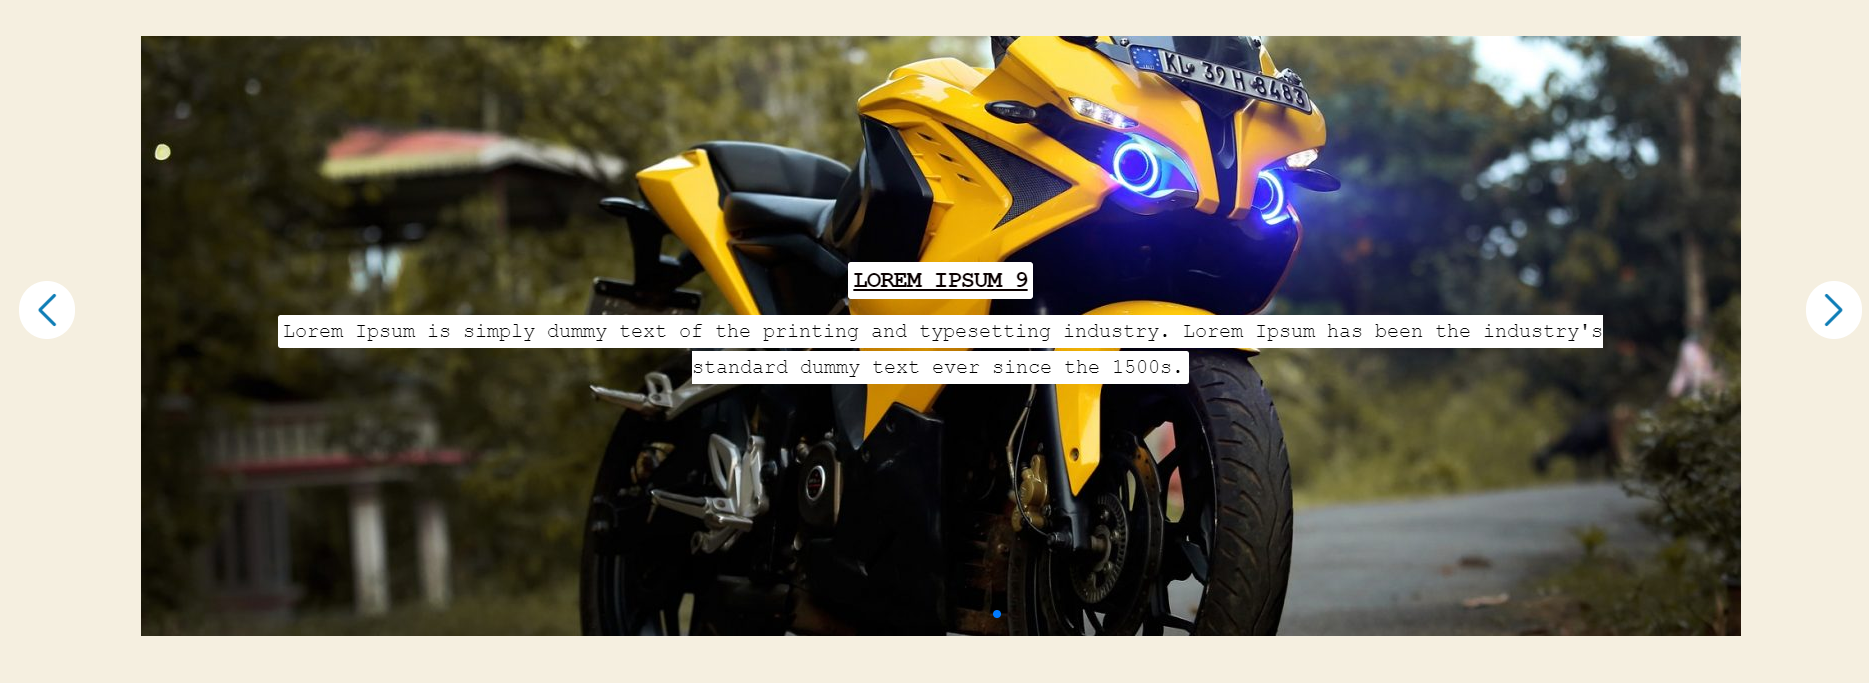 KL 39 H 8483
LOREM IPSUM 9
Lorem Ipsum is simply dummy text of the printing and typesetting industry. Lorem Ipsum has been the industry's
standard dummy text ever since the 1500s.